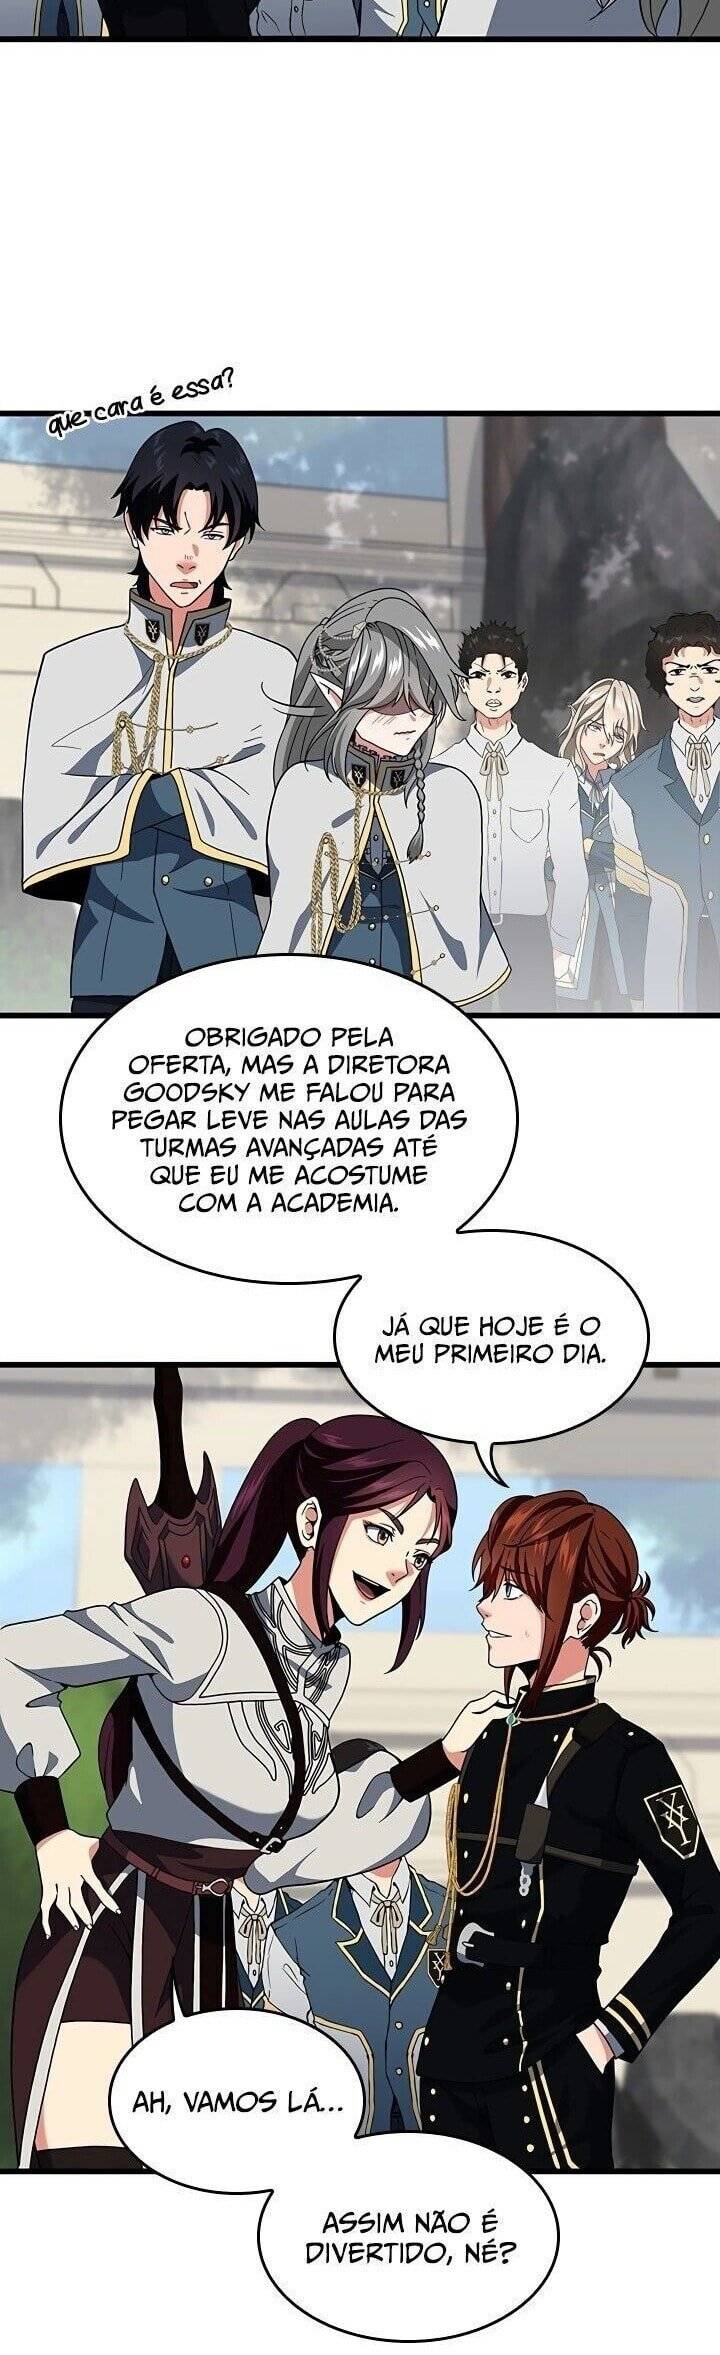 que cara é essa?
OBRIGADO PELA
OFERTA, MAS A DIRETORA
GOODSKY ME FALOU PARA
PEGAR LEVE NAS AULAS DAS
TURMAS AVANÇADAS ATÉ
QUE EU ME ACOSTUME
COM A ACADEMIA.
JÁ QUE HOJE É O
MEU PRIMEIRO DIA.
AH, VAMOS LÁ...
ASSIM NÃO É
DIVERTIDO, NÉ?